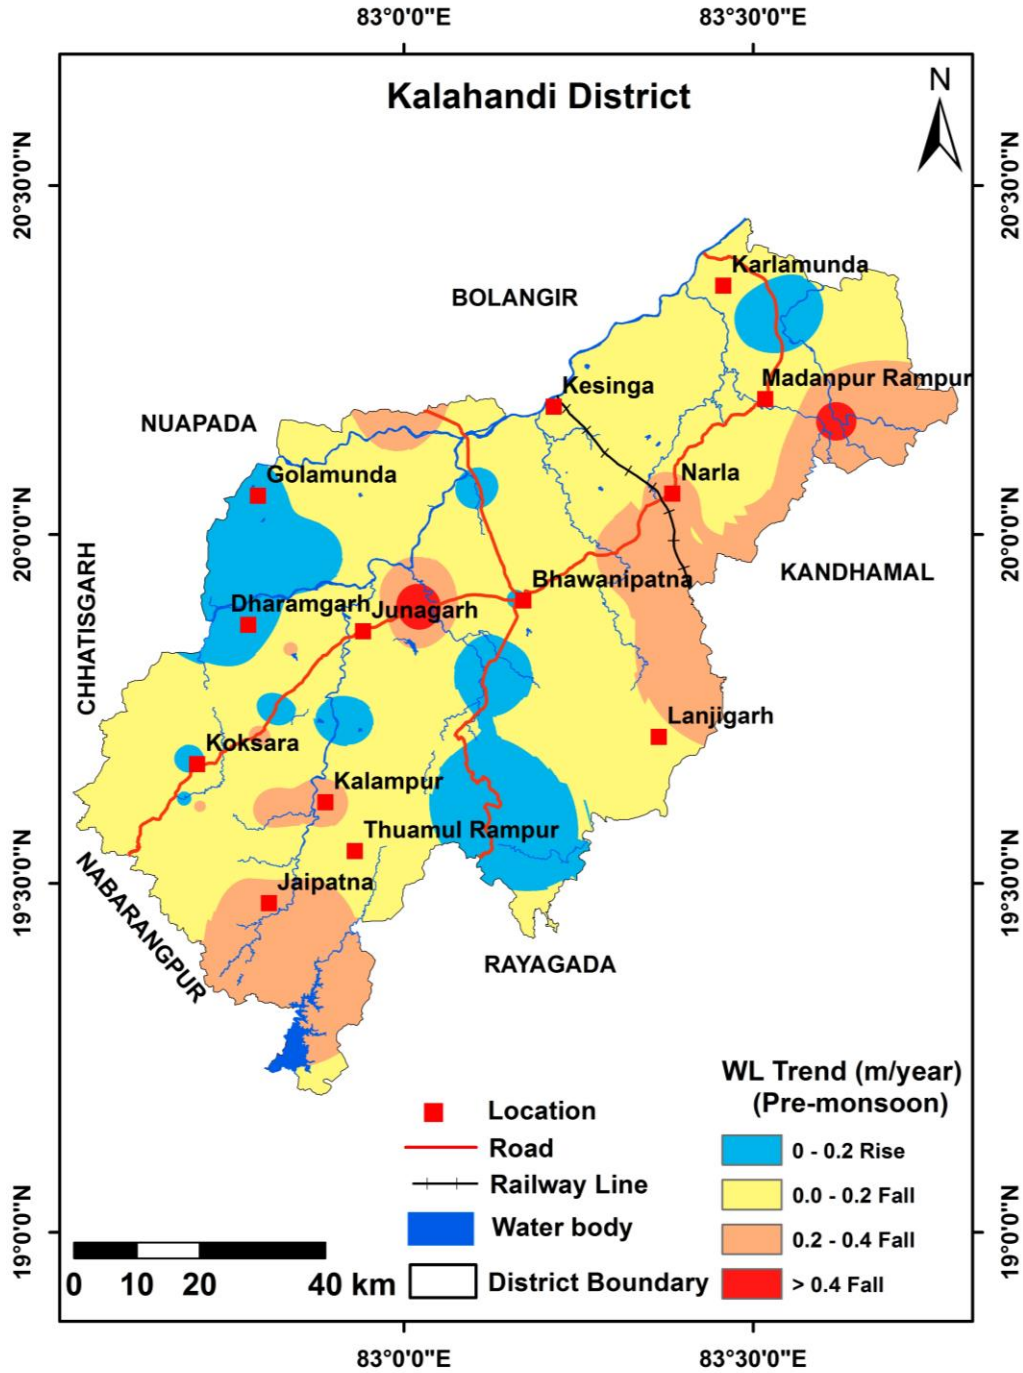 83°0'0"E
83°30'0"E
Kalahandi District
N
20°30'0"N
20°30'0"N
Karlamunda
BOLANGIR
Kesinga
Madanpur Rampur
NUAPADA
Golamunda
Narla
20°0'0"N
20°0'0"N
CHHATISGARH
Bhawanipatna
KANDHAMAL
Dharamgarh
Junagarh
Lanjigarh
Koksara
Kalampur
Thuamul Rampur
Jaipatna
19°30'0"N
19°30'0"N
NABARANGPUR
RAYAGADA
WL Trend (m/year)
(Pre-monsoon)
Location
Road
0 - 0.2 Rise
Railway Line
0.0 - 0.2 Fall
Water body
0.2 - 0.4 Fall
19°0'0"N
19°0'0"N
District Boundary
> 0.4 Fall
0 10 20 40 km
83°0'0"E
83°30'0"E